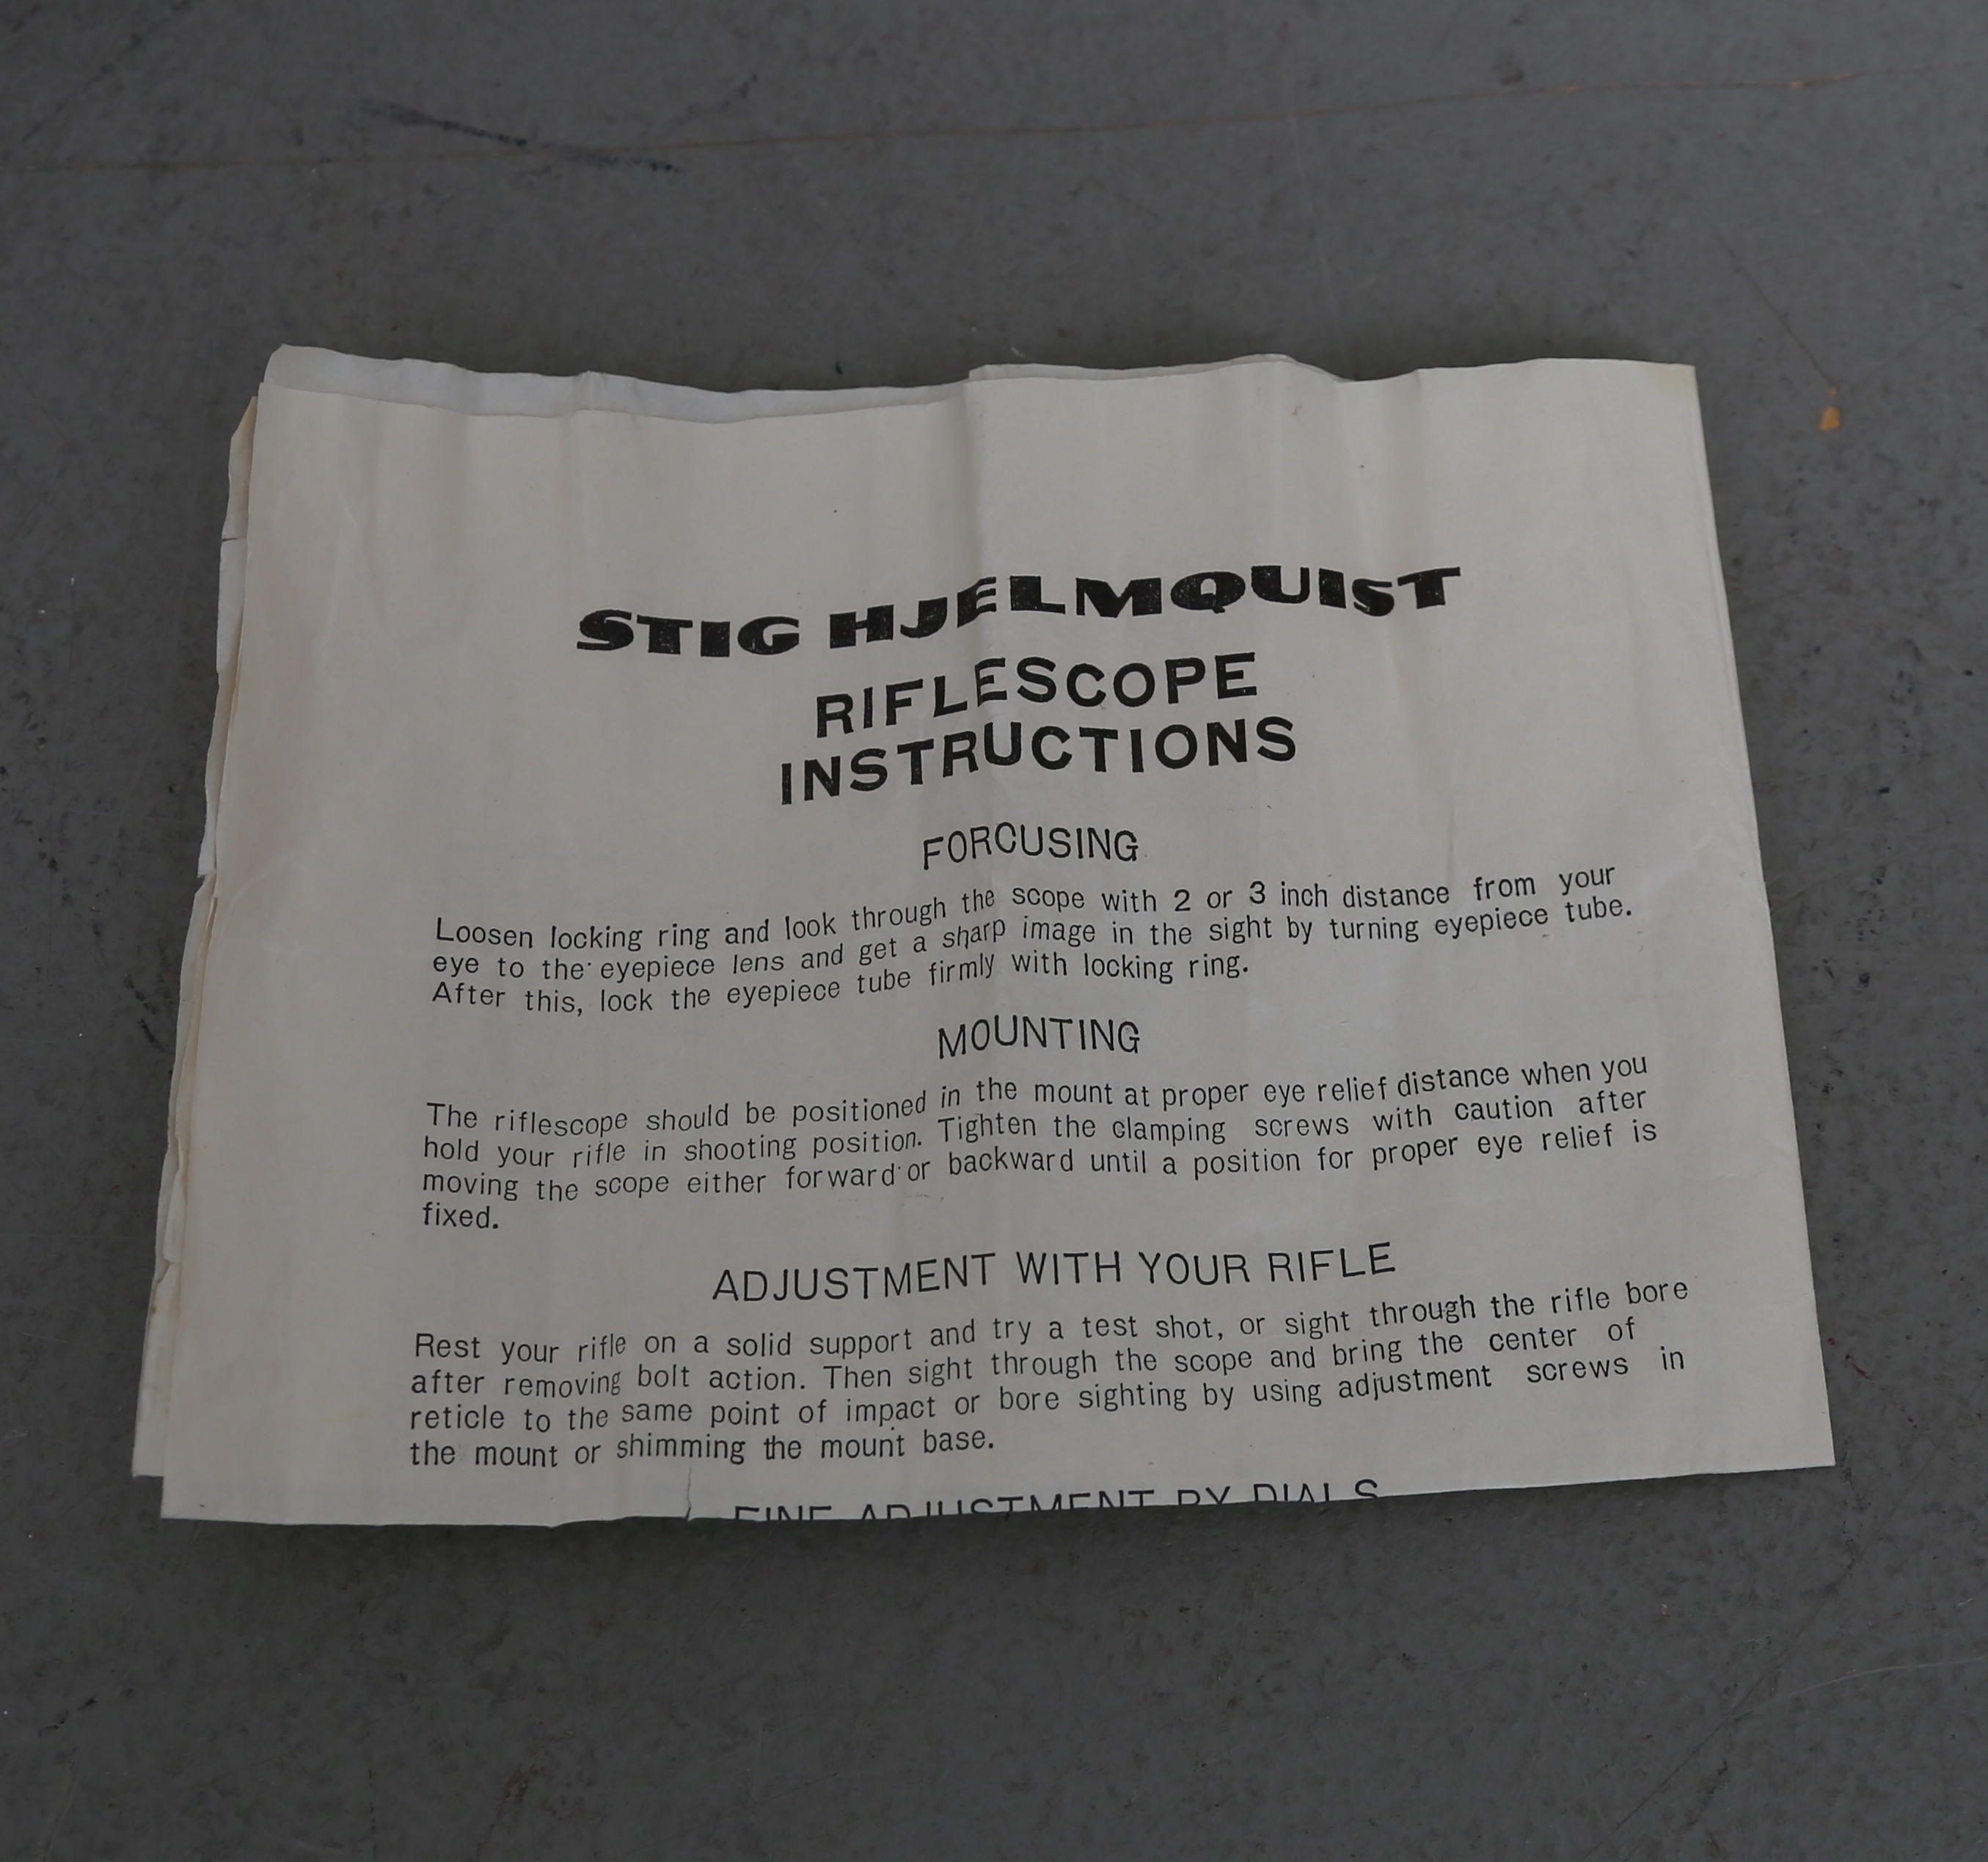 STIG HJELMQUIST
RIFLESCOPE
INSTRUCTIONS
FORCUSING
Loosen locking ring and look through the scope with 2 or 3 inch distance from your
eye to the eyepiece lens and get a sharp image in the sight by turning eyepiece tube.
After this, lock the eyepiece tube firmly with locking ring.
MOUNTING
The riflescope should be positioned in the mount at proper eye relief distance when you
hold your rifle in shooting position. Tighten the clamping screws with caution after
moving the scope either forward or backward until a position for proper eye relief is
fixed.
ADJUSTMENT WITH YOUR RIFLE
Rest your rifle on a solid support and try a test shot, or sight through the rifle bore
after removing bolt action. Then sight through the scope and bring the center of
reticle to the same point of impact or bore sighting by using adjustment screws in
the mount or shimming the mount base.
FINE ADJUSTMENT BY DIALS